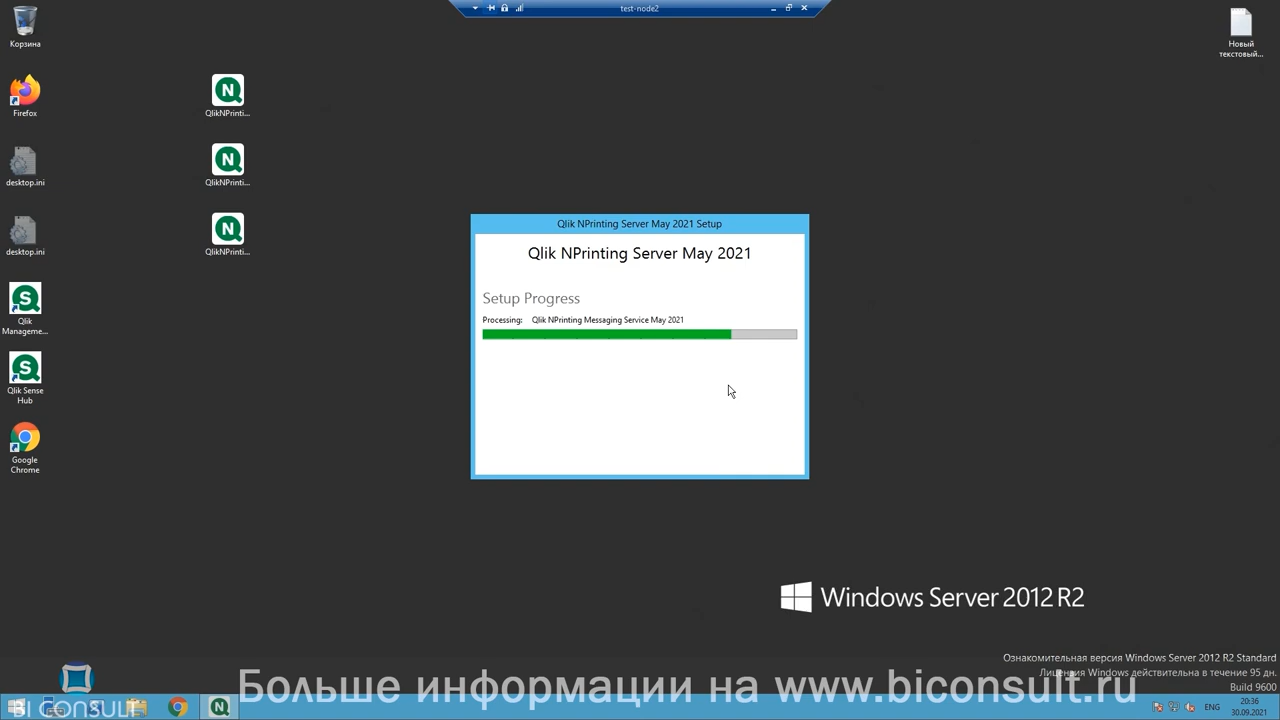 test-node2
Корзина
Firefox
desktop.ini
desktop.ini
Qlik
Manageme...
Qlik Sense
Hub
Google
Chrome
QlikNPrinti...
QlikNPrinti...
QlikNPrinti...
Новый
текстовый...
Qlik NPrinting Server May 2021 Setup
Qlik NPrinting Server May 2021
Setup Progress
Processing: Qlik NPrinting Messaging Service May 2021
Windows Server 2012 R2
Ознакомительная версия Windows Server 2012 R2 Standard
Лицензия Windows действительна в течение 95 дн.
Build 9600
Больше информации на www.biconsult.ru
BI CONSULT
ENG
20:36
30.09.2021